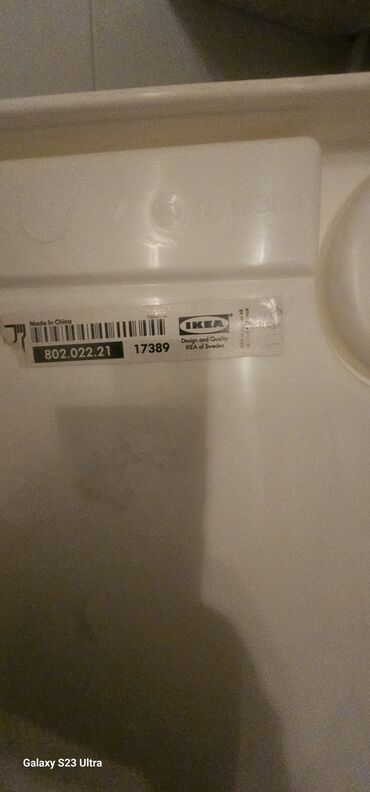 Made in China
IKEA
802.022.21 17389
Design and Quality
IKEA of Sweden
Galaxy S23 Ultra